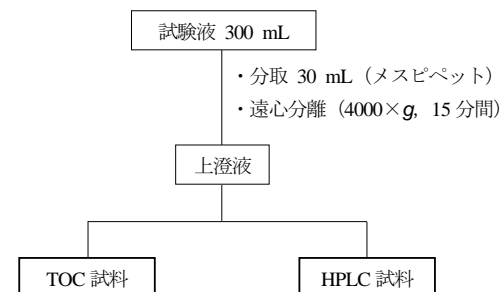 試験液 300 mL
・分取 30 mL（メスピペット）
・遠心分離（4000×g, 15 分間）
上澄液
TOC 試料
HPLC 試料